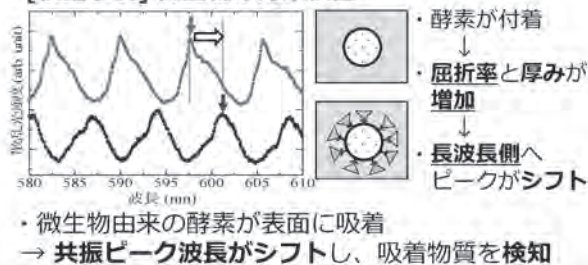 散乱光強度 (arb. unit)
580 585 590 595 600 605 610
波長 (nm)
・酵素が付着
↓
・屈折率と厚みが
増加
↓
・長波長側へ
ピークがシフト
・微生物由来の酵素が表面に吸着
→ 共振ピーク波長がシフトし、吸着物質を検知